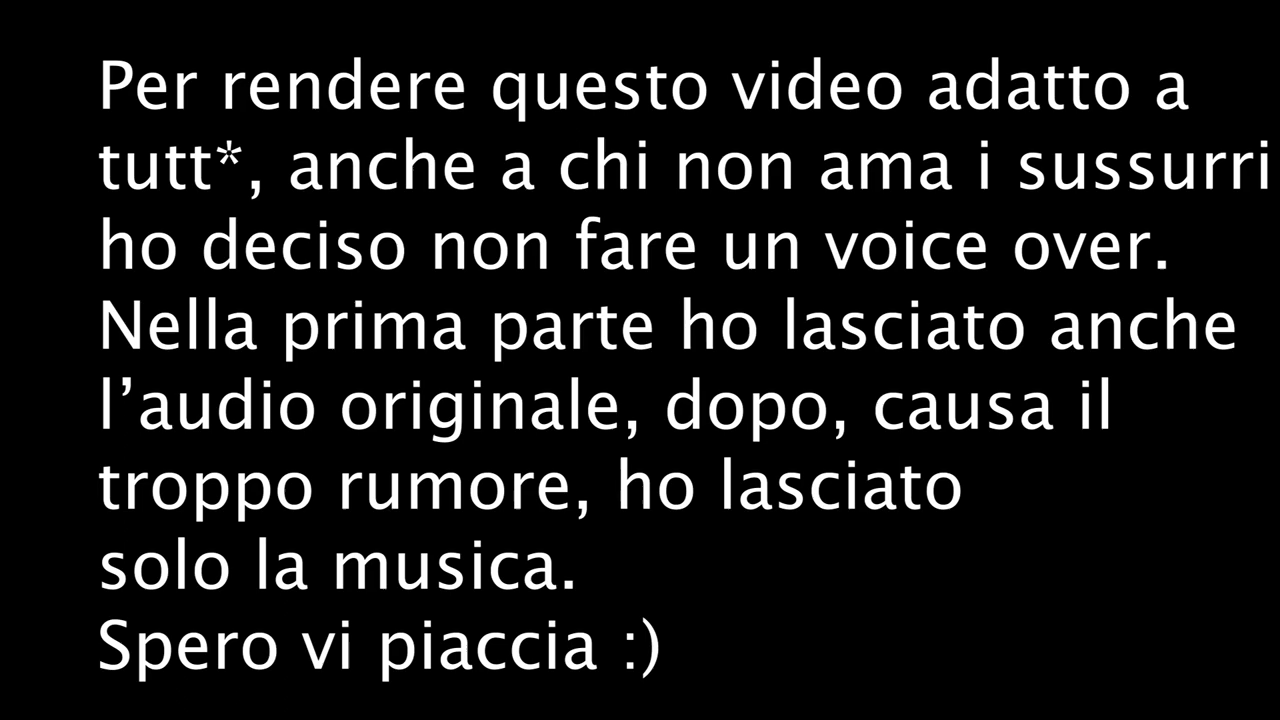 Per rendere questo video adatto a
tutt*, anche a chi non ama i sussurri
ho deciso non fare un voice over.
Nella prima parte ho lasciato anche
l’audio originale, dopo, causa il
troppo rumore, ho lasciato
solo la musica.
Spero vi piaccia :)